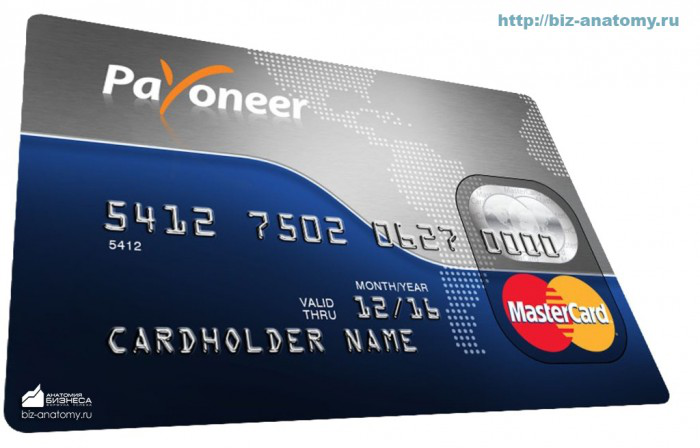 http://biz-anatomy.ru
Payoneer
5412 7502 0627 0000
5412
MONTH/YEAR
VALID
THRU
12/16
CARDHOLDER NAME
MasterCard
АНАТОМИЯ
БИЗНЕСА
biz-anatomy.ru